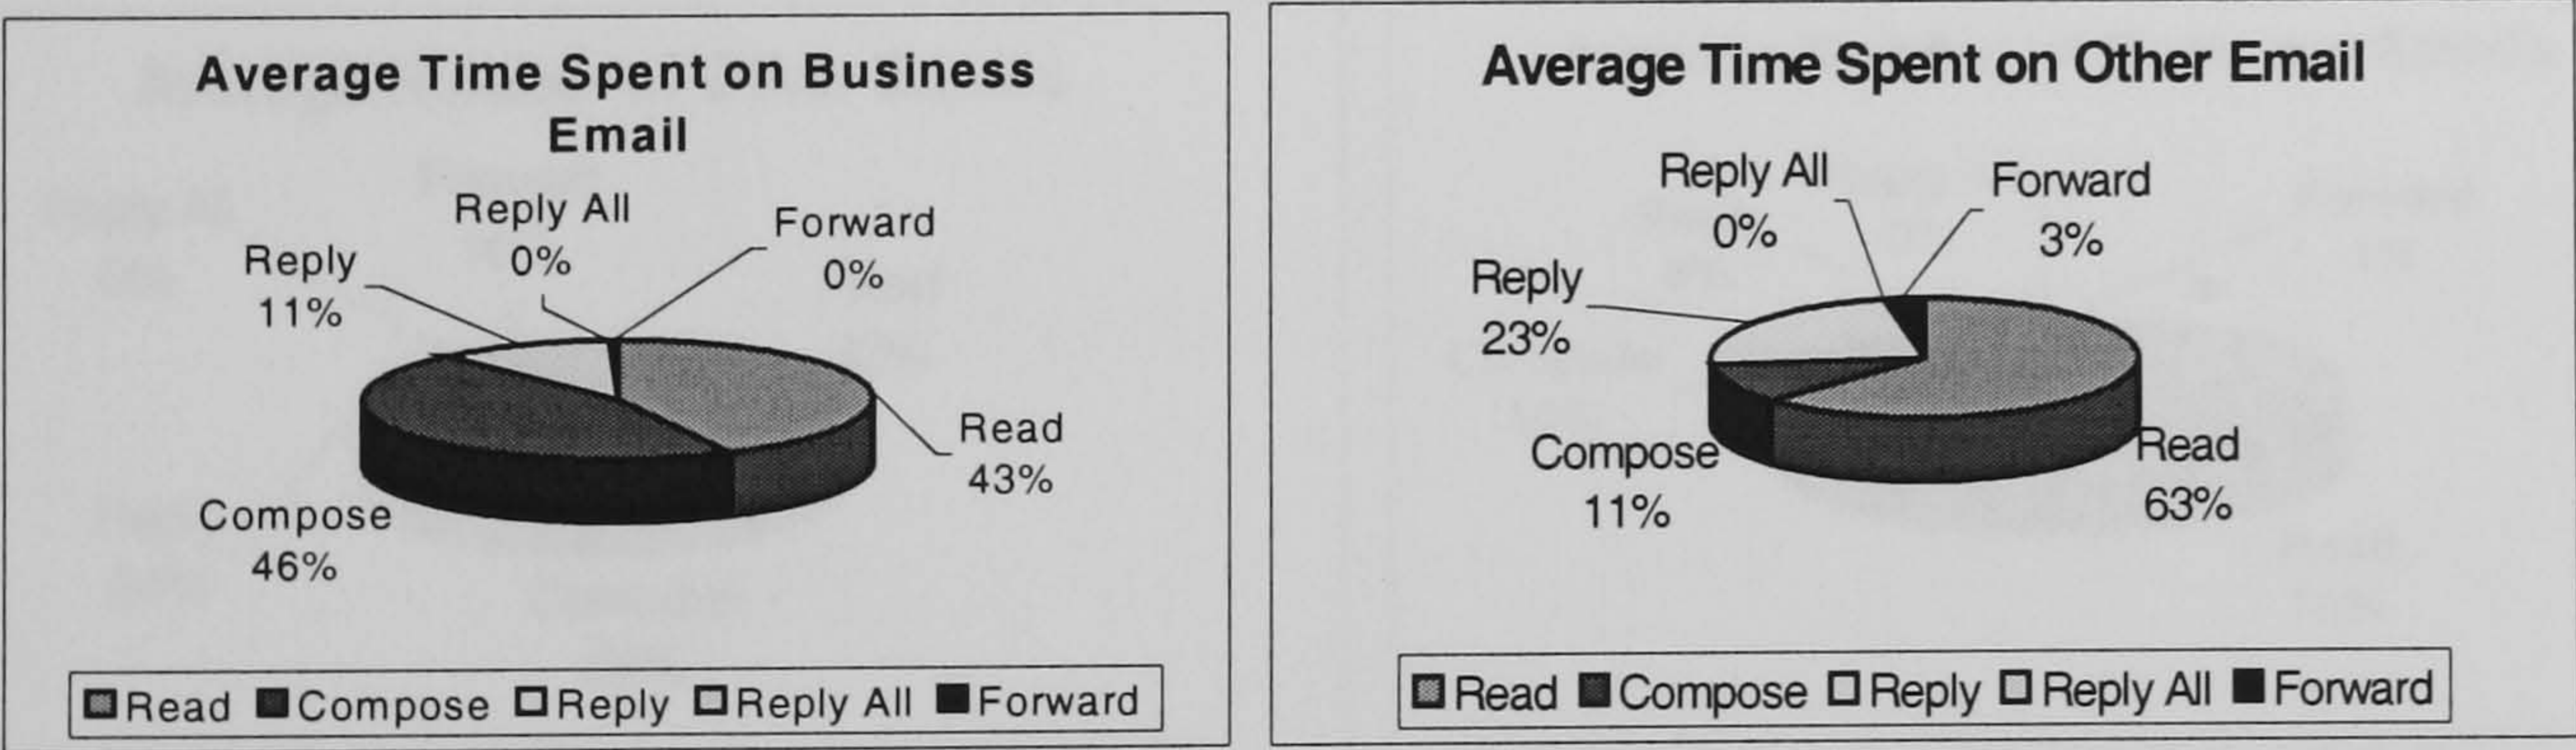 Average Time Spent on Business
Email
Reply All
0%
Forward
0%
Reply
11%
Read
43%
Compose
46%
Read Compose Reply Reply All Forward
Average Time Spent on Other Email
Reply All
0%
Forward
3%
Reply
23%
Compose
11%
Read
63%
Read Compose Reply Reply All Forward